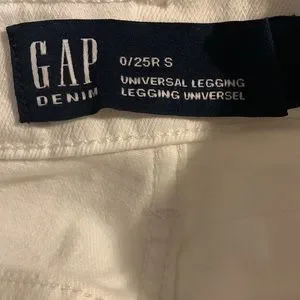 GAP
DENIM
0/25R S
UNIVERSAL LEGGING
LEGGING UNIVERSEL